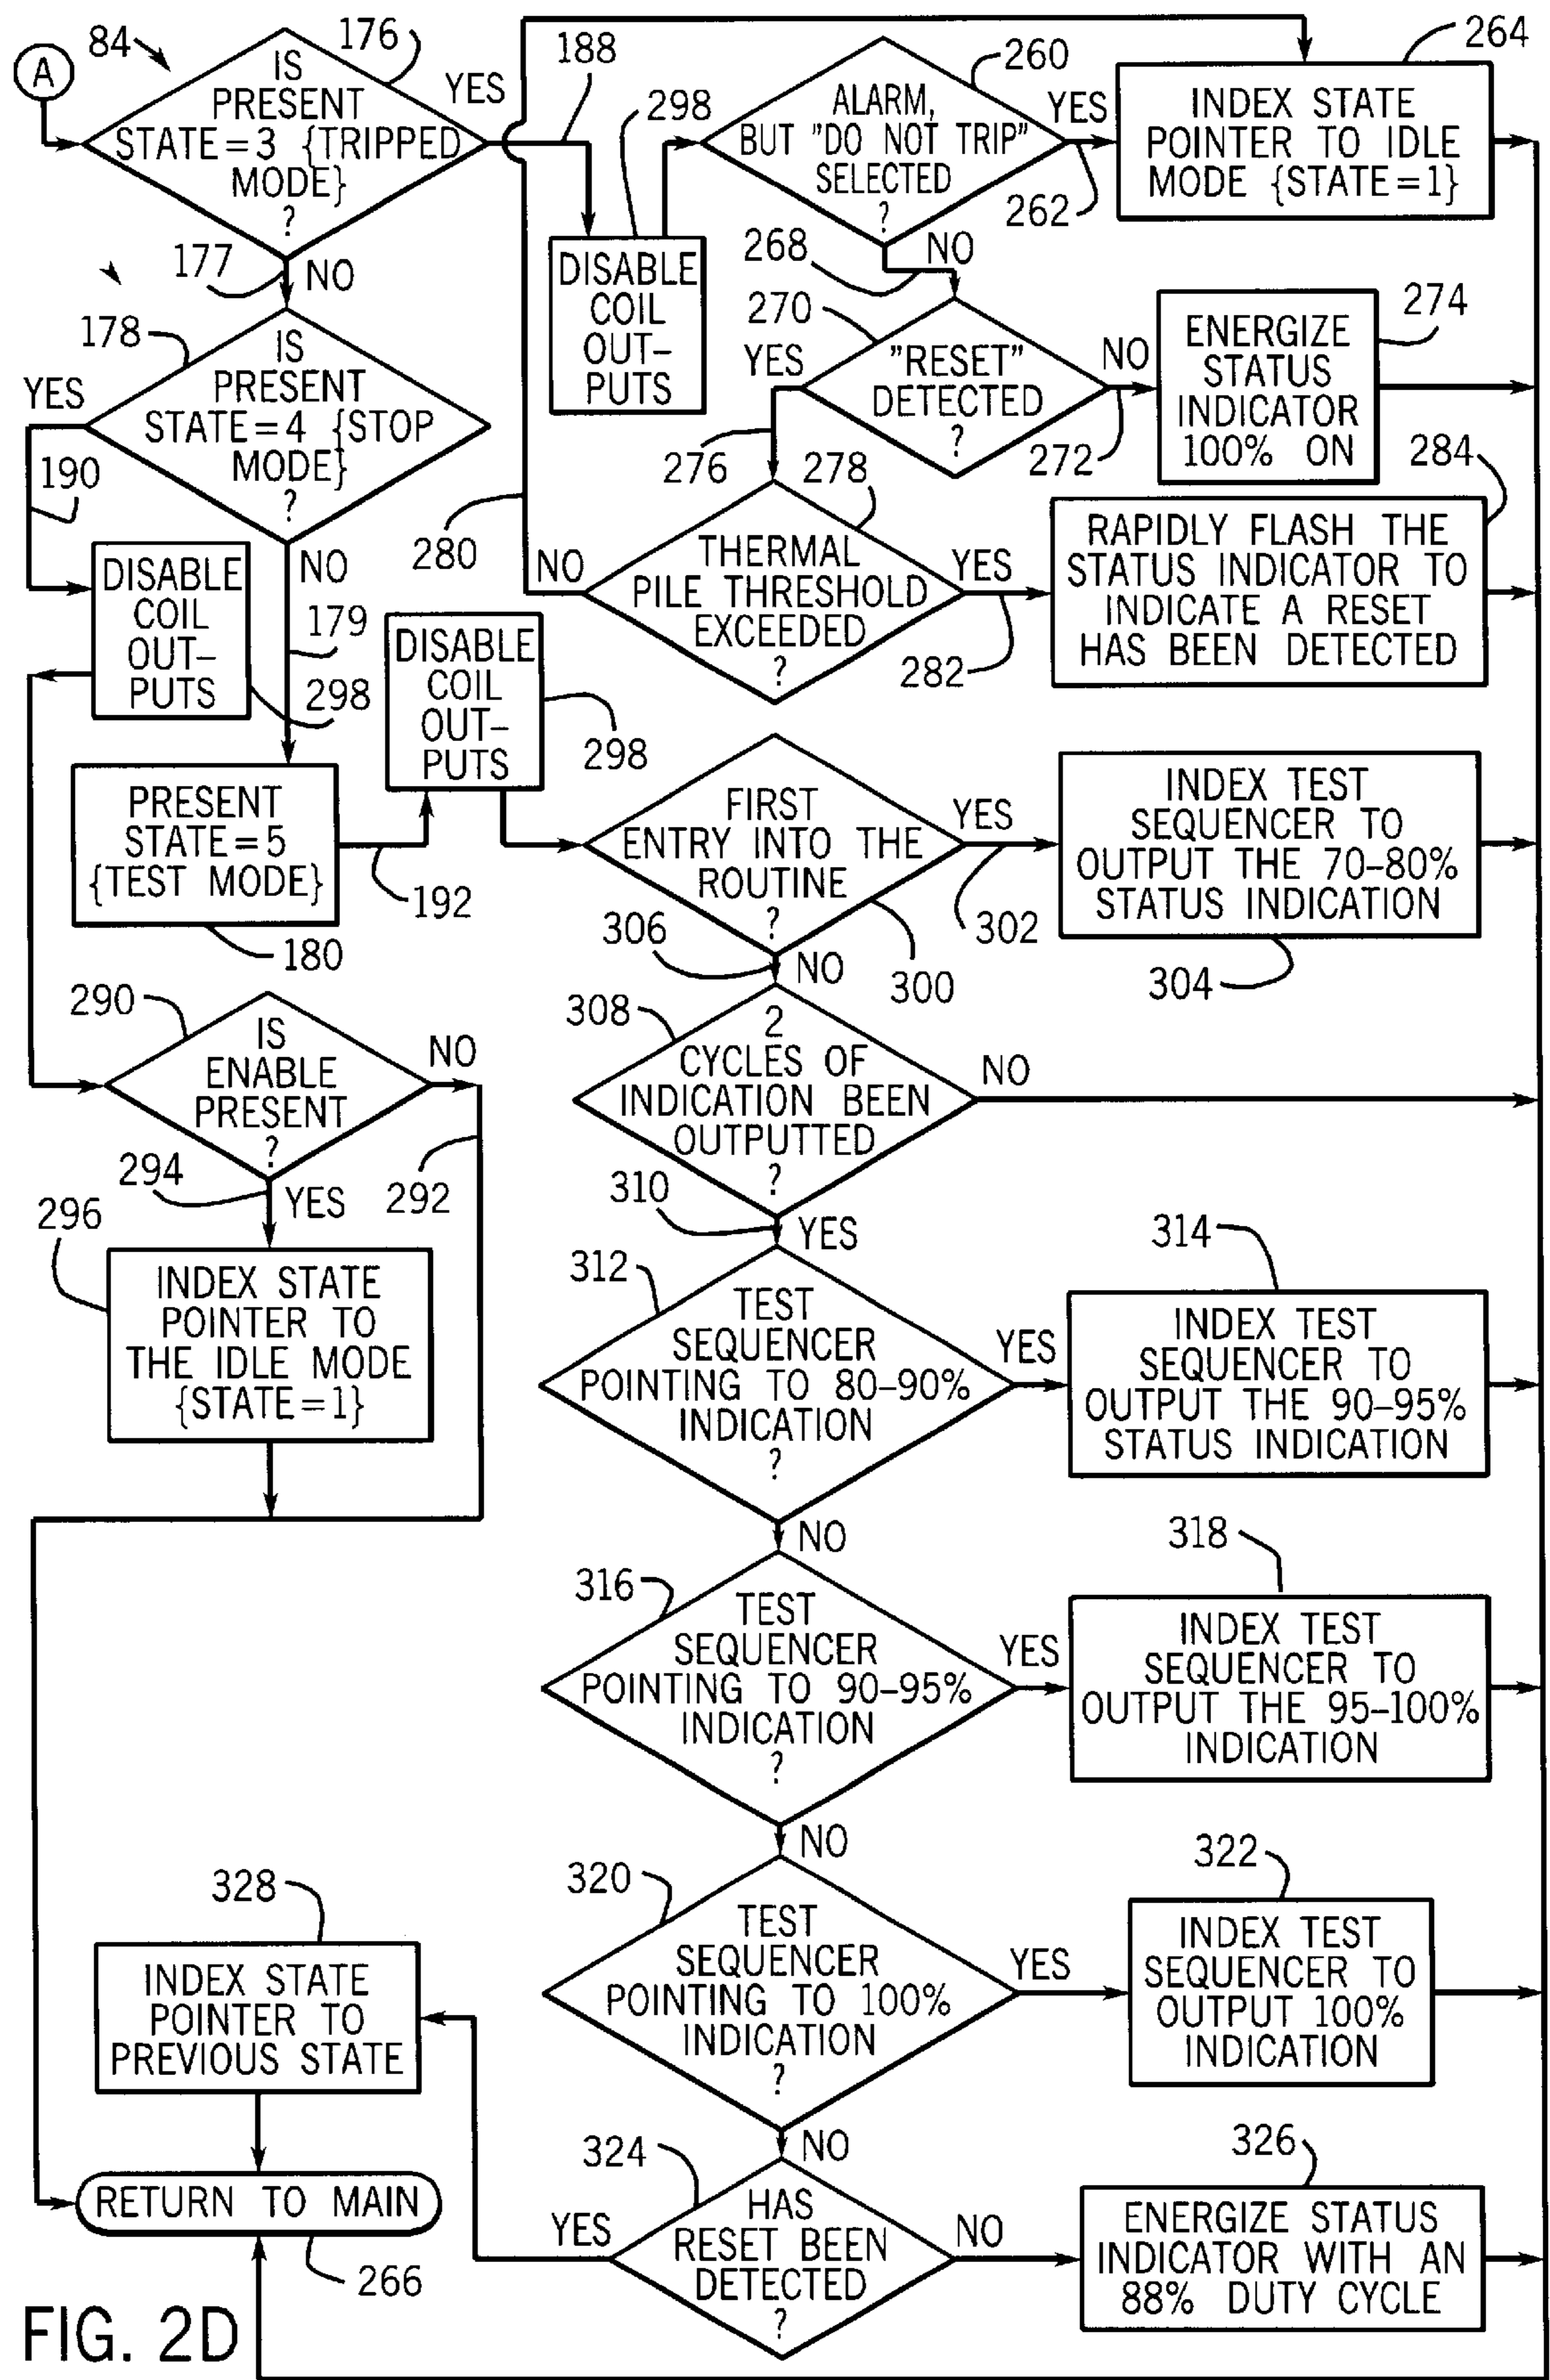 84
A
176
IS
PRESENT
STATE=3 {TRIPPED
MODE}
?
YES
188
177
NO
298
DISABLE
COIL
OUT-
PUTS
260
ALARM,
BUT "DO NOT TRIP"
SELECTED
?
YES
262
264
INDEX STATE
POINTER TO IDLE
MODE {STATE=1}
268
NO
270
"RESET"
DETECTED
?
YES
NO
272
274
ENERGIZE
STATUS
INDICATOR
100% ON
276
278
THERMAL
PILE THRESHOLD
EXCEEDED
?
280
NO
YES
282
284
RAPIDLY FLASH THE
STATUS INDICATOR TO
INDICATE A RESET
HAS BEEN DETECTED
178
IS
PRESENT
STATE=4 {STOP
MODE}
?
YES
190
NO
179
DISABLE
COIL
OUT-
PUTS
298
PRESENT
STATE=5
{TEST MODE}
180
192
DISABLE
COIL
OUT-
PUTS
298
FIRST
ENTRY INTO THE
ROUTINE
?
300
YES
302
INDEX TEST
SEQUENCER TO
OUTPUT THE 70-80%
STATUS INDICATION
304
306
NO
308
2
CYCLES OF
INDICATION BEEN
OUTPUTTED
?
NO
310
YES
290
IS
ENABLE
PRESENT
?
NO
292
294
YES
296
INDEX STATE
POINTER TO
THE IDLE MODE
{STATE=1}
312
TEST
SEQUENCER
POINTING TO 80-90%
INDICATION
?
YES
314
INDEX TEST
SEQUENCER TO
OUTPUT THE 90-95%
STATUS INDICATION
NO
316
TEST
SEQUENCER
POINTING TO 90-95%
INDICATION
?
YES
318
INDEX TEST
SEQUENCER TO
OUTPUT THE 95-100%
INDICATION
NO
320
TEST
SEQUENCER
POINTING TO 100%
INDICATION
?
YES
322
INDEX TEST
SEQUENCER TO
OUTPUT 100%
INDICATION
NO
324
HAS
RESET BEEN
DETECTED
?
YES
NO
326
ENERGIZE STATUS
INDICATOR WITH AN
88% DUTY CYCLE
328
INDEX STATE
POINTER TO
PREVIOUS STATE
RETURN TO MAIN
266
FIG. 2D